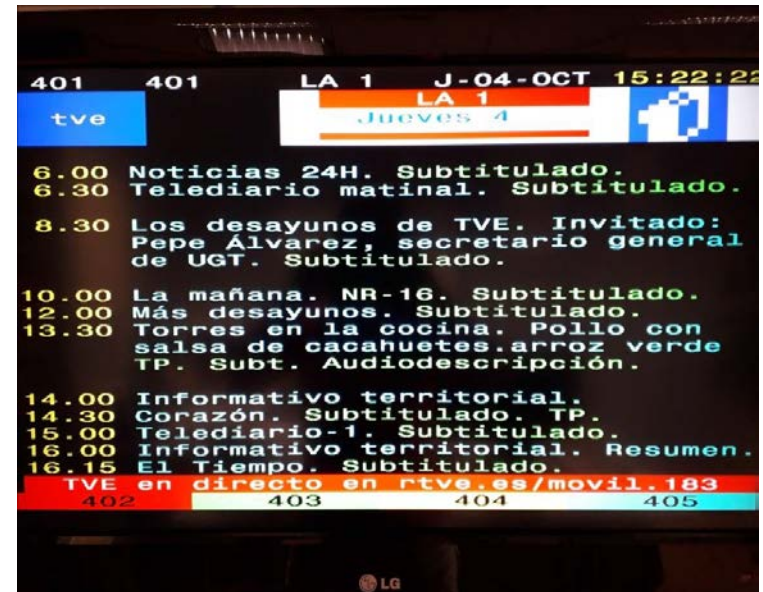 401 401 LA 1 J-04-OCT 15:22:22
tve
LA 1
Jueves 4
6.00 Noticias 24H. Subtitulado.
6.30 Telediario matinal. Subtitulado.
8.30 Los desayunos de TVE. Invitado:
Pepe Álvarez, secretario general
de UGT. Subtitulado.
10.00 La mañana. NR-16. Subtitulado.
12.00 Más desayunos. Subtitulado.
13.30 Torres en la cocina. Pollo con
salsa de cacahuetes.arroz verde
TP. Subt. Audiodescripción.
14.00 Informativo territorial.
14.30 Corazón. Subtitulado. TP.
15.00 Telediario-1. Subtitulado.
16.00 Informativo territorial. Resumen.
16.15 El Tiempo. Subtitulado.
TVE en directo en rtve.es/movil.183
402 403 404 405
LG